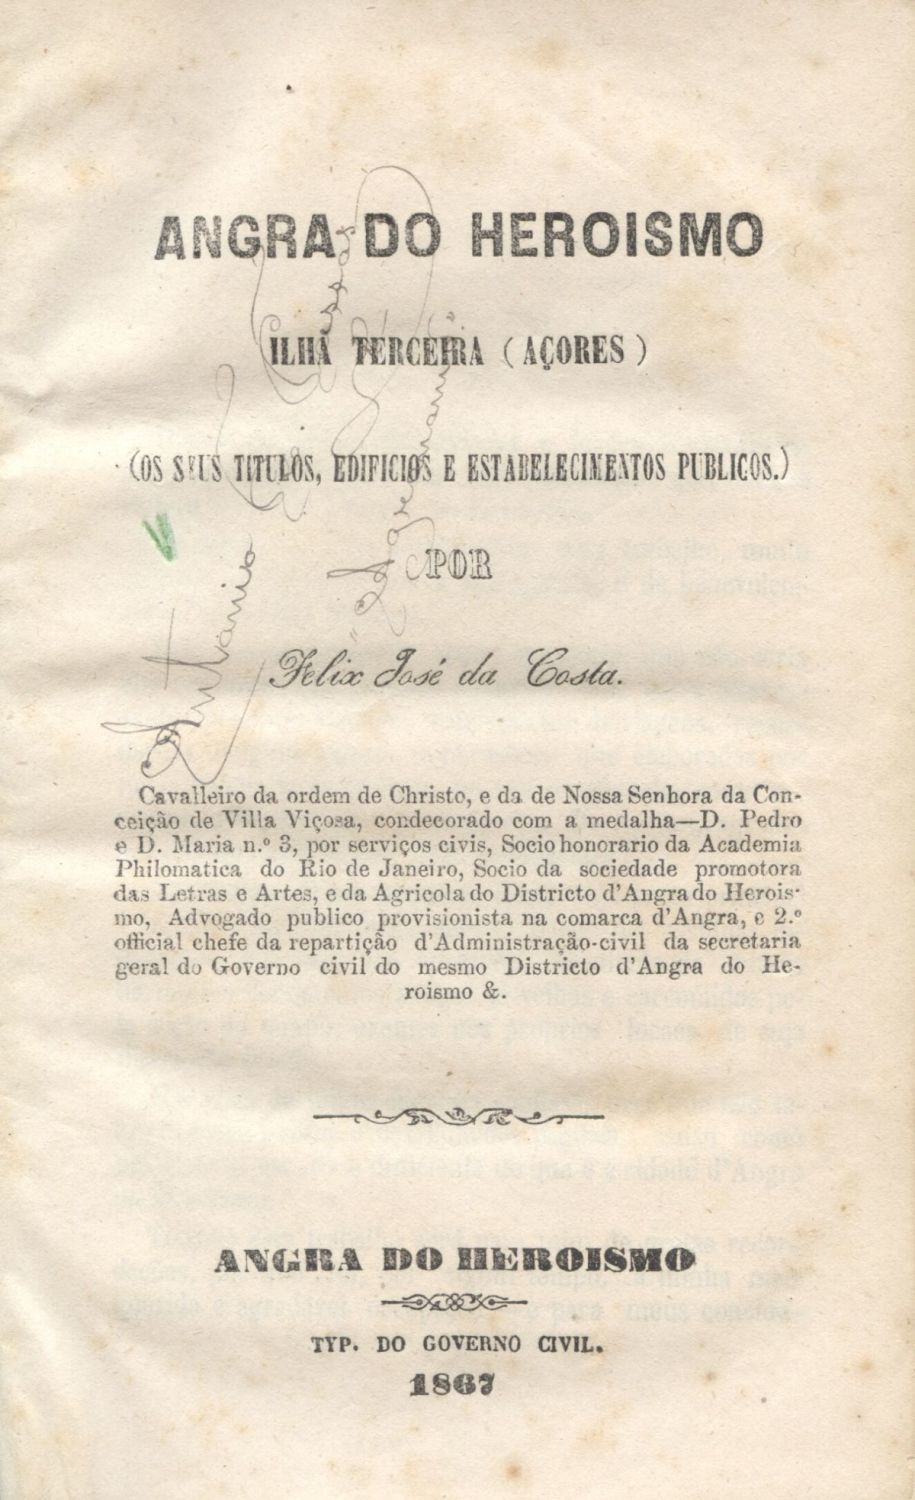 ANGRA DO HEROISMO
ILHA TERCEIRA (AÇORES)
(OS SEUS TITULOS, EDIFICIOS E ESTABELECIMENTOS PUBLICOS.)
POR
Felix José da Costa.
Cavalleiro da ordem de Christo, e da de Nossa Senhora da Con-
ceição de Villa Viçosa, condecorado com a medalha—D. Pedro
e D. Maria n.º 3, por serviços civis, Socio honorario da Academia
Philomatica do Rio de Janeiro, Socio da sociedade promotora
das Letras e Artes, e da Agricola do Districto d'Angra do Herois-
mo, Advogado publico provisionista na comarca d'Angra, e 2.º
official chefe da repartição d'Administração-civil da secretaria
geral do Governo civil do mesmo Districto d'Angra do He-
roismo &.
ANGRA DO HEROISMO
TYP. DO GOVERNO CIVIL.
1867
Antonio